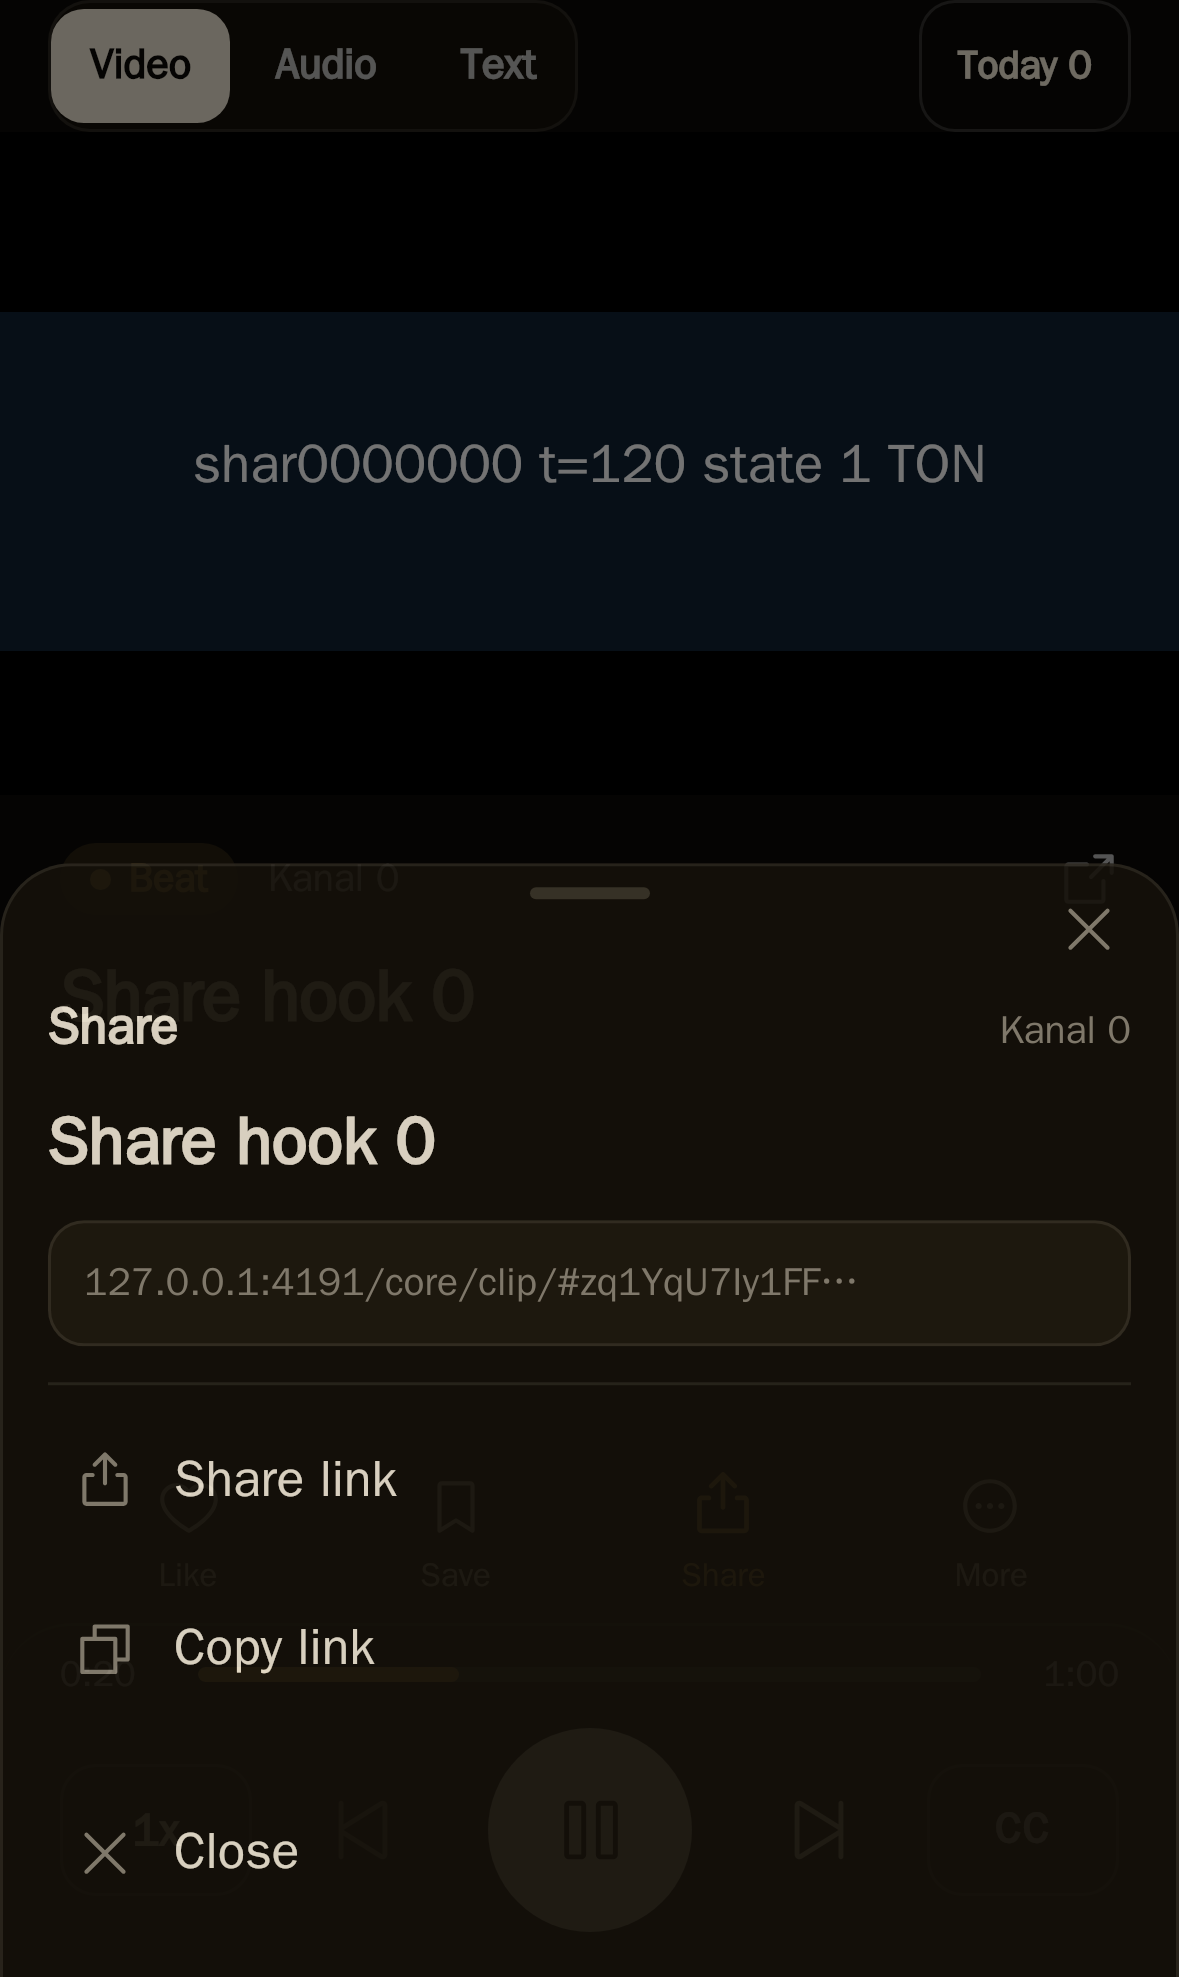 Video Audio Text Today 0
shar0000000 t=120 state 1 TON
Beat Kanal 0
Share hook 0
Share Kanal 0
Share hook 0
127.0.0.1:4191/core/clip/#zq1YqU7Iy1FF···
Share link
Like Save Share More
Copy link
0:20 1:00
1x CC
Close